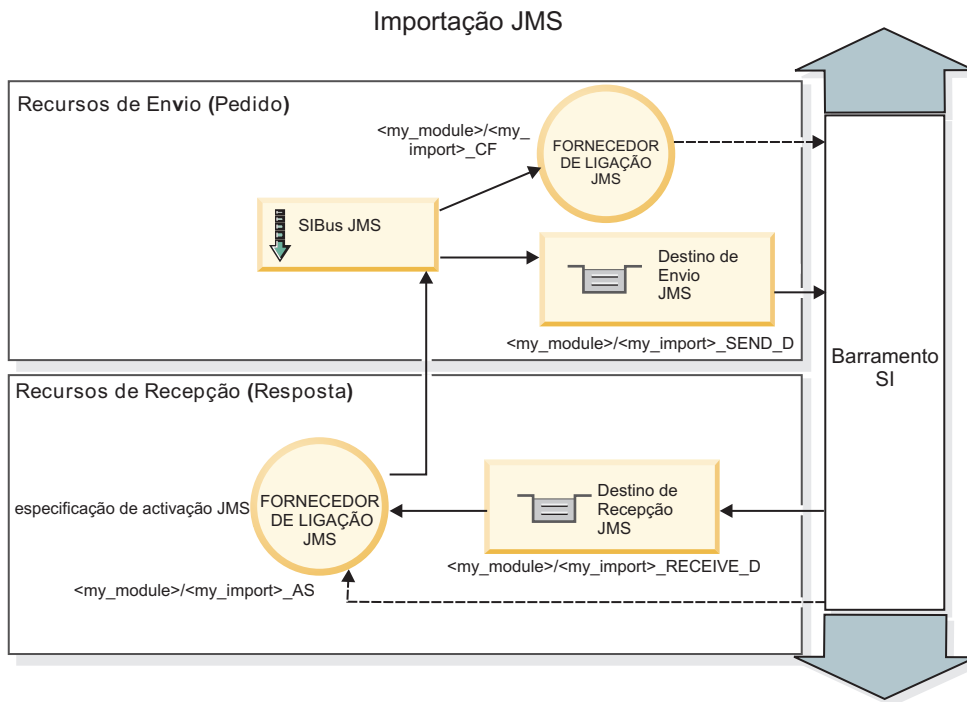 Importação JMS
Recursos de Envio (Pedido)
<my_module>/<my_
import>_CF
FORNECEDOR
DE LIGAÇÃO
JMS
SIBus JMS
Destino de
Envio
JMS
<my_module>/<my_import>_SEND_D
Barramento
SI
Recursos de Recepção (Resposta)
especificação de activação JMS
FORNECEDOR
DE LIGAÇÃO
JMS
Destino de
Recepção
JMS
<my_module>/<my_import>_RECEIVE_D
<my_module>/<my_import>_AS